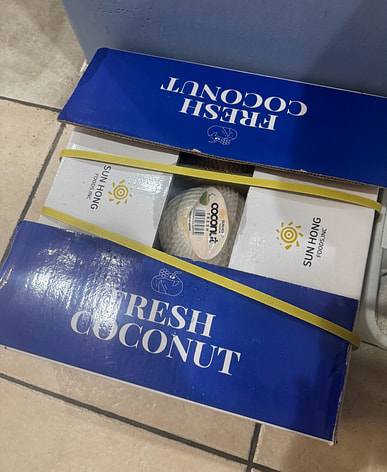 FRESH
COCONUT
SUN HONG
FOODS,INC
coconut
SUN HONG
FOODS,INC
FRESH
COCONUT